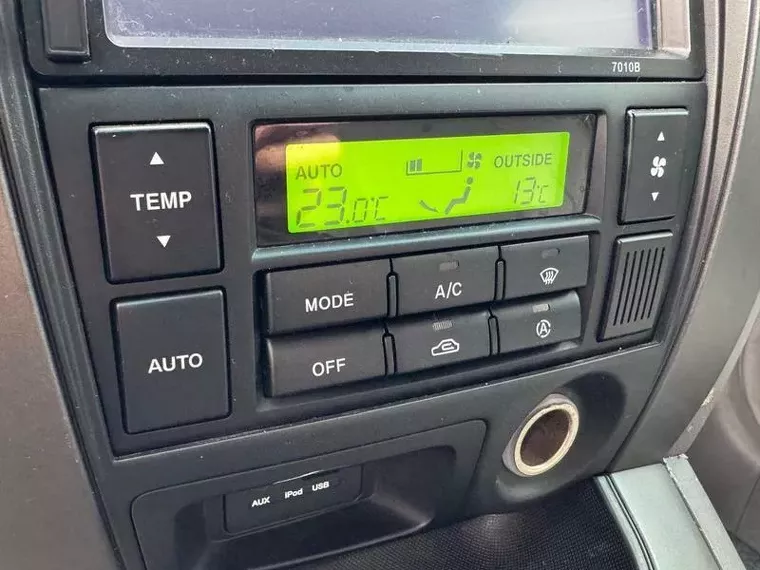 7010B
TEMP
AUTO OUTSIDE
23.0°C 13°C
MODE A/C
AUTO OFF A
AUX iPod USB